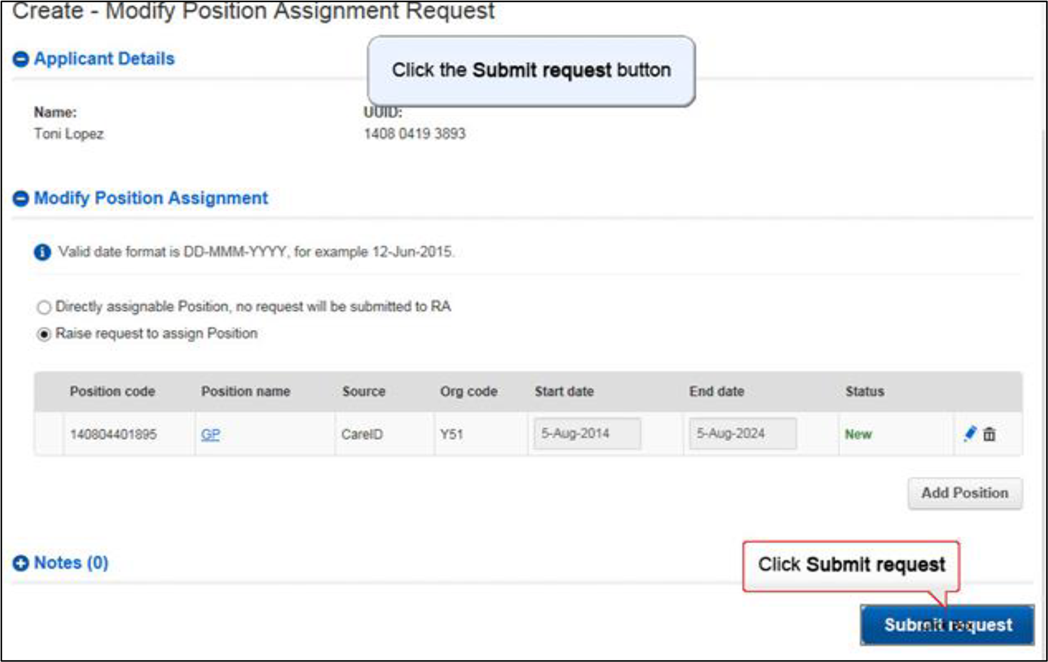 Create - Modify Position Assignment Request
Applicant Details
Click the Submit request button
Name: UUID:
Toni Lopez 1408 0419 3893
Modify Position Assignment
Valid date format is DD-MMM-YYYY, for example 12-Jun-2015.
Directly assignable Position, no request will be submitted to RA
Raise request to assign Position
Position code Position name Source Org code Start date End date Status
140804401895 GP CareID Y51 5-Aug-2014 5-Aug-2024 New
Add Position
Notes (0)
Click Submit request
Submit request